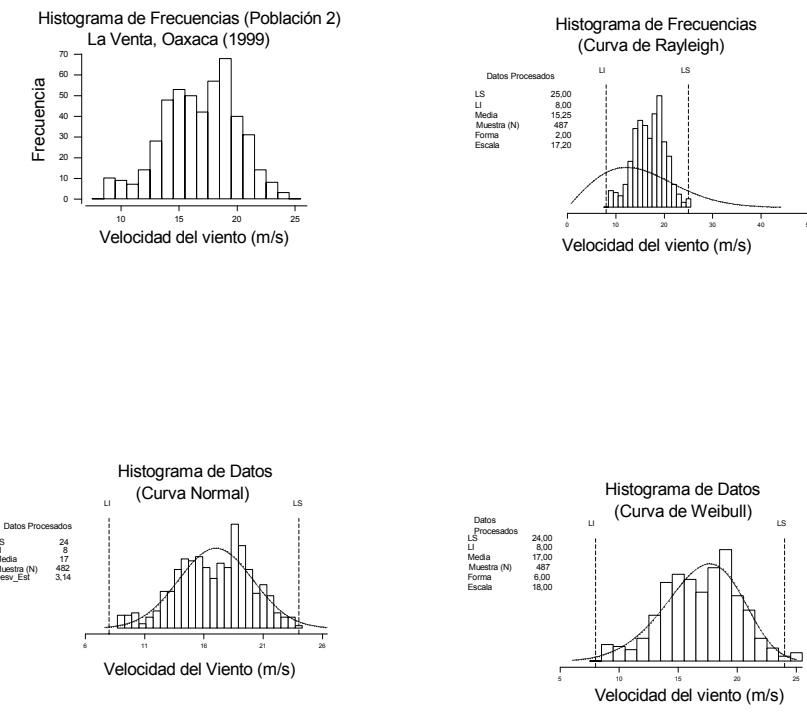 Histograma de Frecuencias (Población 2)
La Venta, Oaxaca (1999)
Frecuencia
70
60
50
40
30
20
10
0
10 15 20 25
Velocidad del viento (m/s)
Histograma de Frecuencias
(Curva de Rayleigh)
Datos Procesados
LI LS
LS 25,00
LI 8,00
Media 15,25
Muestra (N) 487
Forma 2,00
Escala 17,20
0 10 20 30 40
Velocidad del viento (m/s)
Histograma de Datos
(Curva Normal)
LI LS
Datos Procesados
S 24
I 8
Media 17
Muestra (N) 482
Desv_Est 3,14
6 11 16 21 26
Velocidad del Viento (m/s)
Histograma de Datos
(Curva de Weibull)
LI LS
Datos
Procesados
LS 24,00
LI 8,00
Media 17,00
Muestra (N) 487
Forma 6,00
Escala 18,00
5 10 15 20 25
Velocidad del viento (m/s)